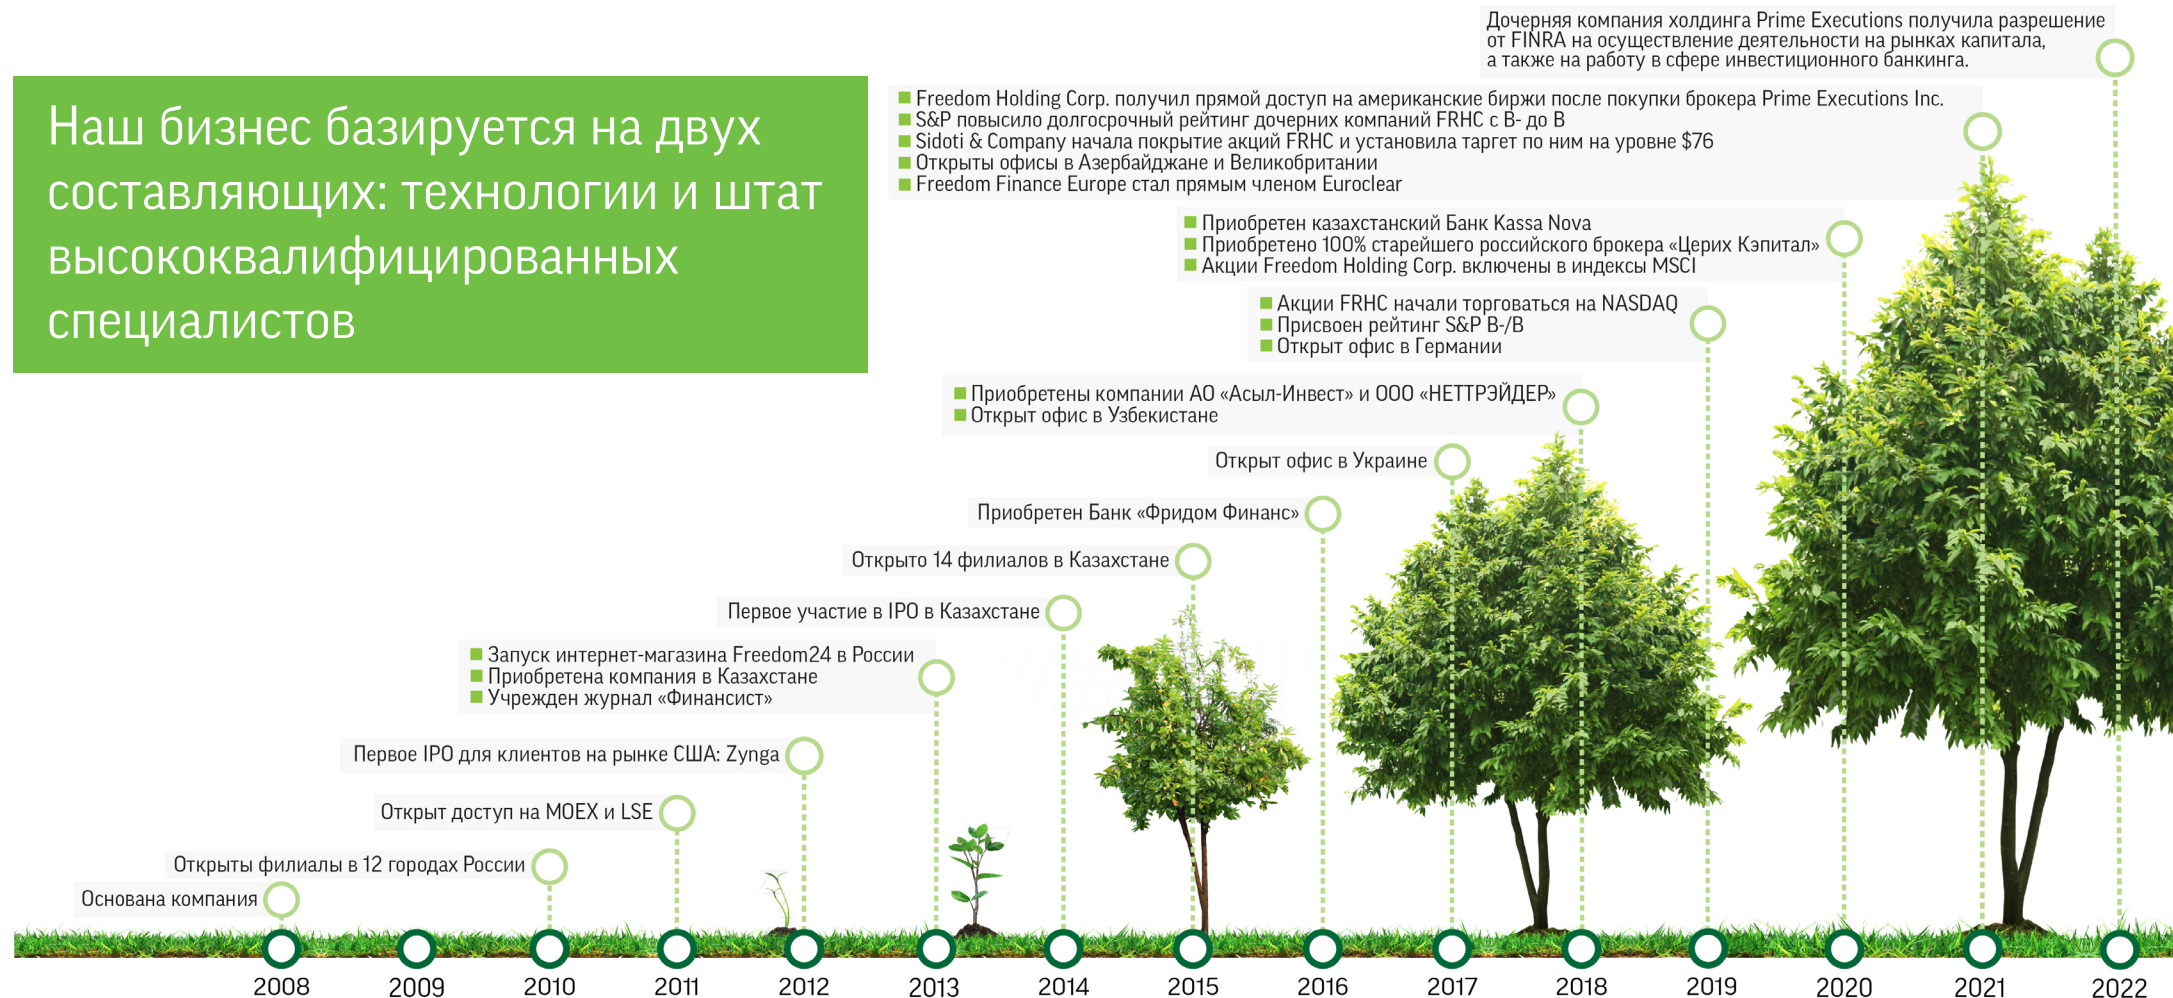 Дочерняя компания холдинга Prime Executions получила разрешение
от FINRA на осуществление деятельности на рынках капитала,
а также на работу в сфере инвестиционного банкинга.
Наш бизнес базируется на двух
составляющих: технологии и штат
высококвалифицированных
специалистов
Freedom Holding Corp. получил прямой доступ на американские биржи после покупки брокера Prime Executions Inc.
S&P повысило долгосрочный рейтинг дочерних компаний FRHC с B- до B
Sidoti & Company начала покрытие акций FRHC и установила таргет по ним на уровне $76
Открыты офисы в Азербайджане и Великобритании
Freedom Finance Europe стал прямым членом Euroclear
Приобретен казахстанский Банк Kassa Nova
Приобретено 100% старейшего российского брокера «Церих Кэпитал»
Акции Freedom Holding Corp. включены в индексы MSCI
Акции FRHC начали торговаться на NASDAQ
Присвоен рейтинг S&P B-/B
Открыт офис в Германии
Приобретены компании АО «Асыл-Инвест» и ООО «НЕТТРЭЙДЕР»
Открыт офис в Узбекистане
Открыт офис в Украине
Приобретен Банк «Фридом Финанс»
Открыто 14 филиалов в Казахстане
Первое участие в IPO в Казахстане
Запуск интернет-магазина Freedom24 в России
Приобретена компания в Казахстане
Учрежден журнал «Финансист»
Первое IPO для клиентов на рынке США: Zynga
Открыт доступ на MOEX и LSE
Открыты филиалы в 12 городах России
Основана компания
2008 2009 2010 2011 2012 2013 2014 2015 2016 2017 2018 2019 2020 2021 2022